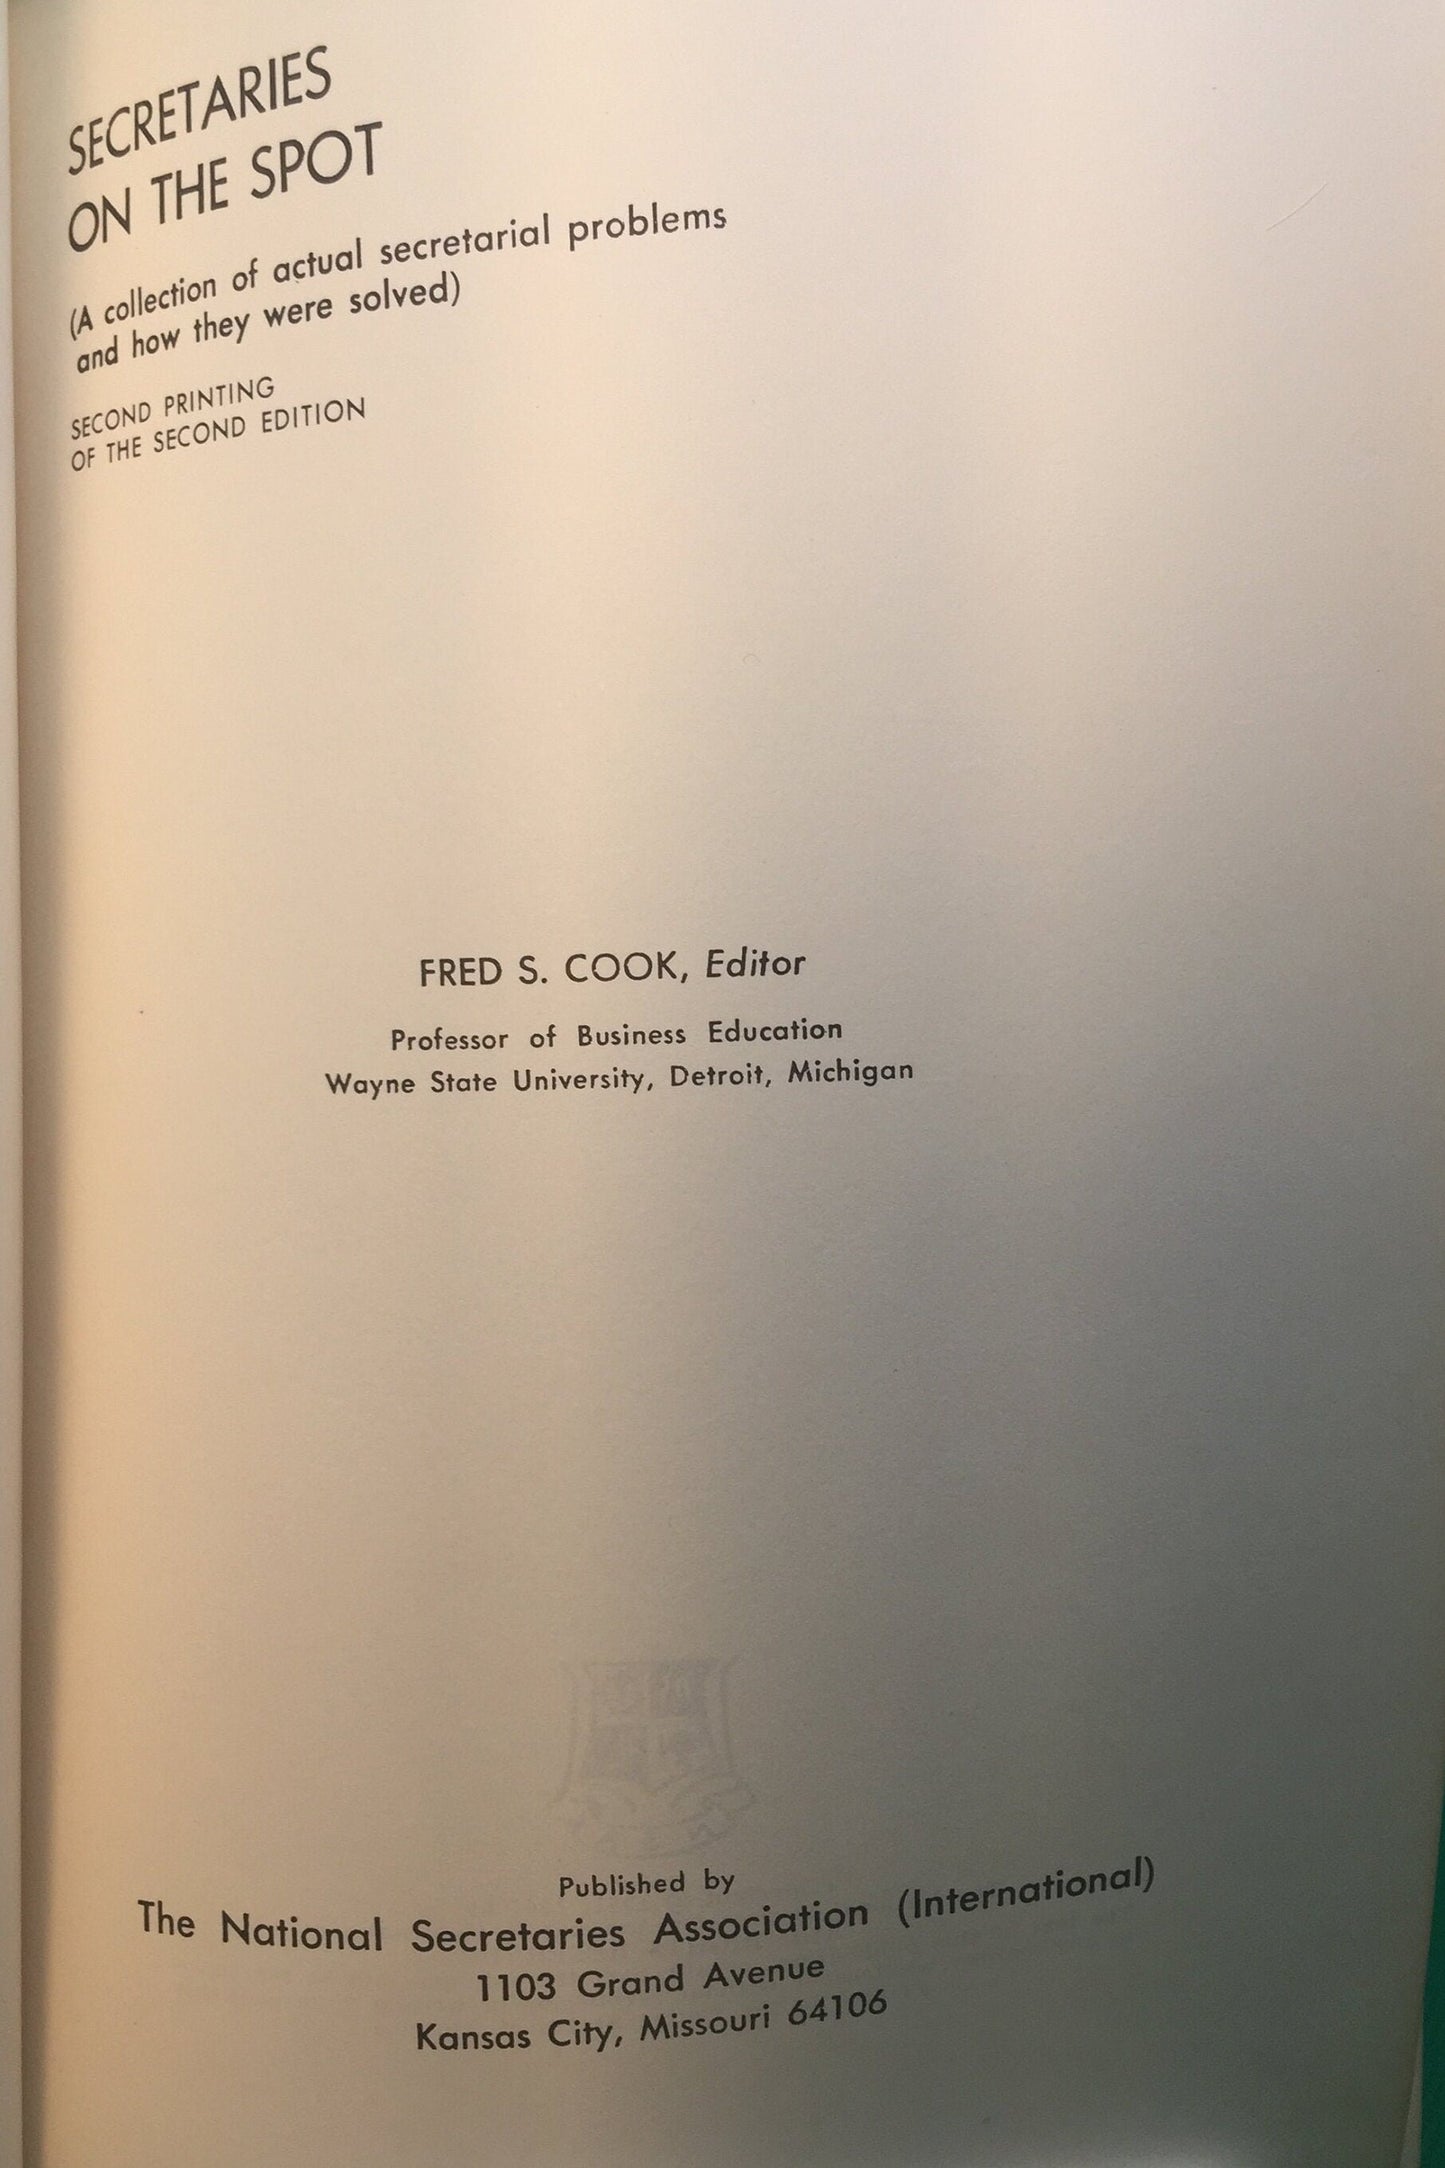 SECRETARIES
ON THE SPOT
(A collection of actual secretarial problems
and how they were solved)
SECOND PRINTING
OF THE SECOND EDITION
FRED S. COOK, Editor
Professor of Business Education
Wayne State University, Detroit, Michigan
Published by
The National Secretaries Association (International)
1103 Grand Avenue
Kansas City, Missouri 64106